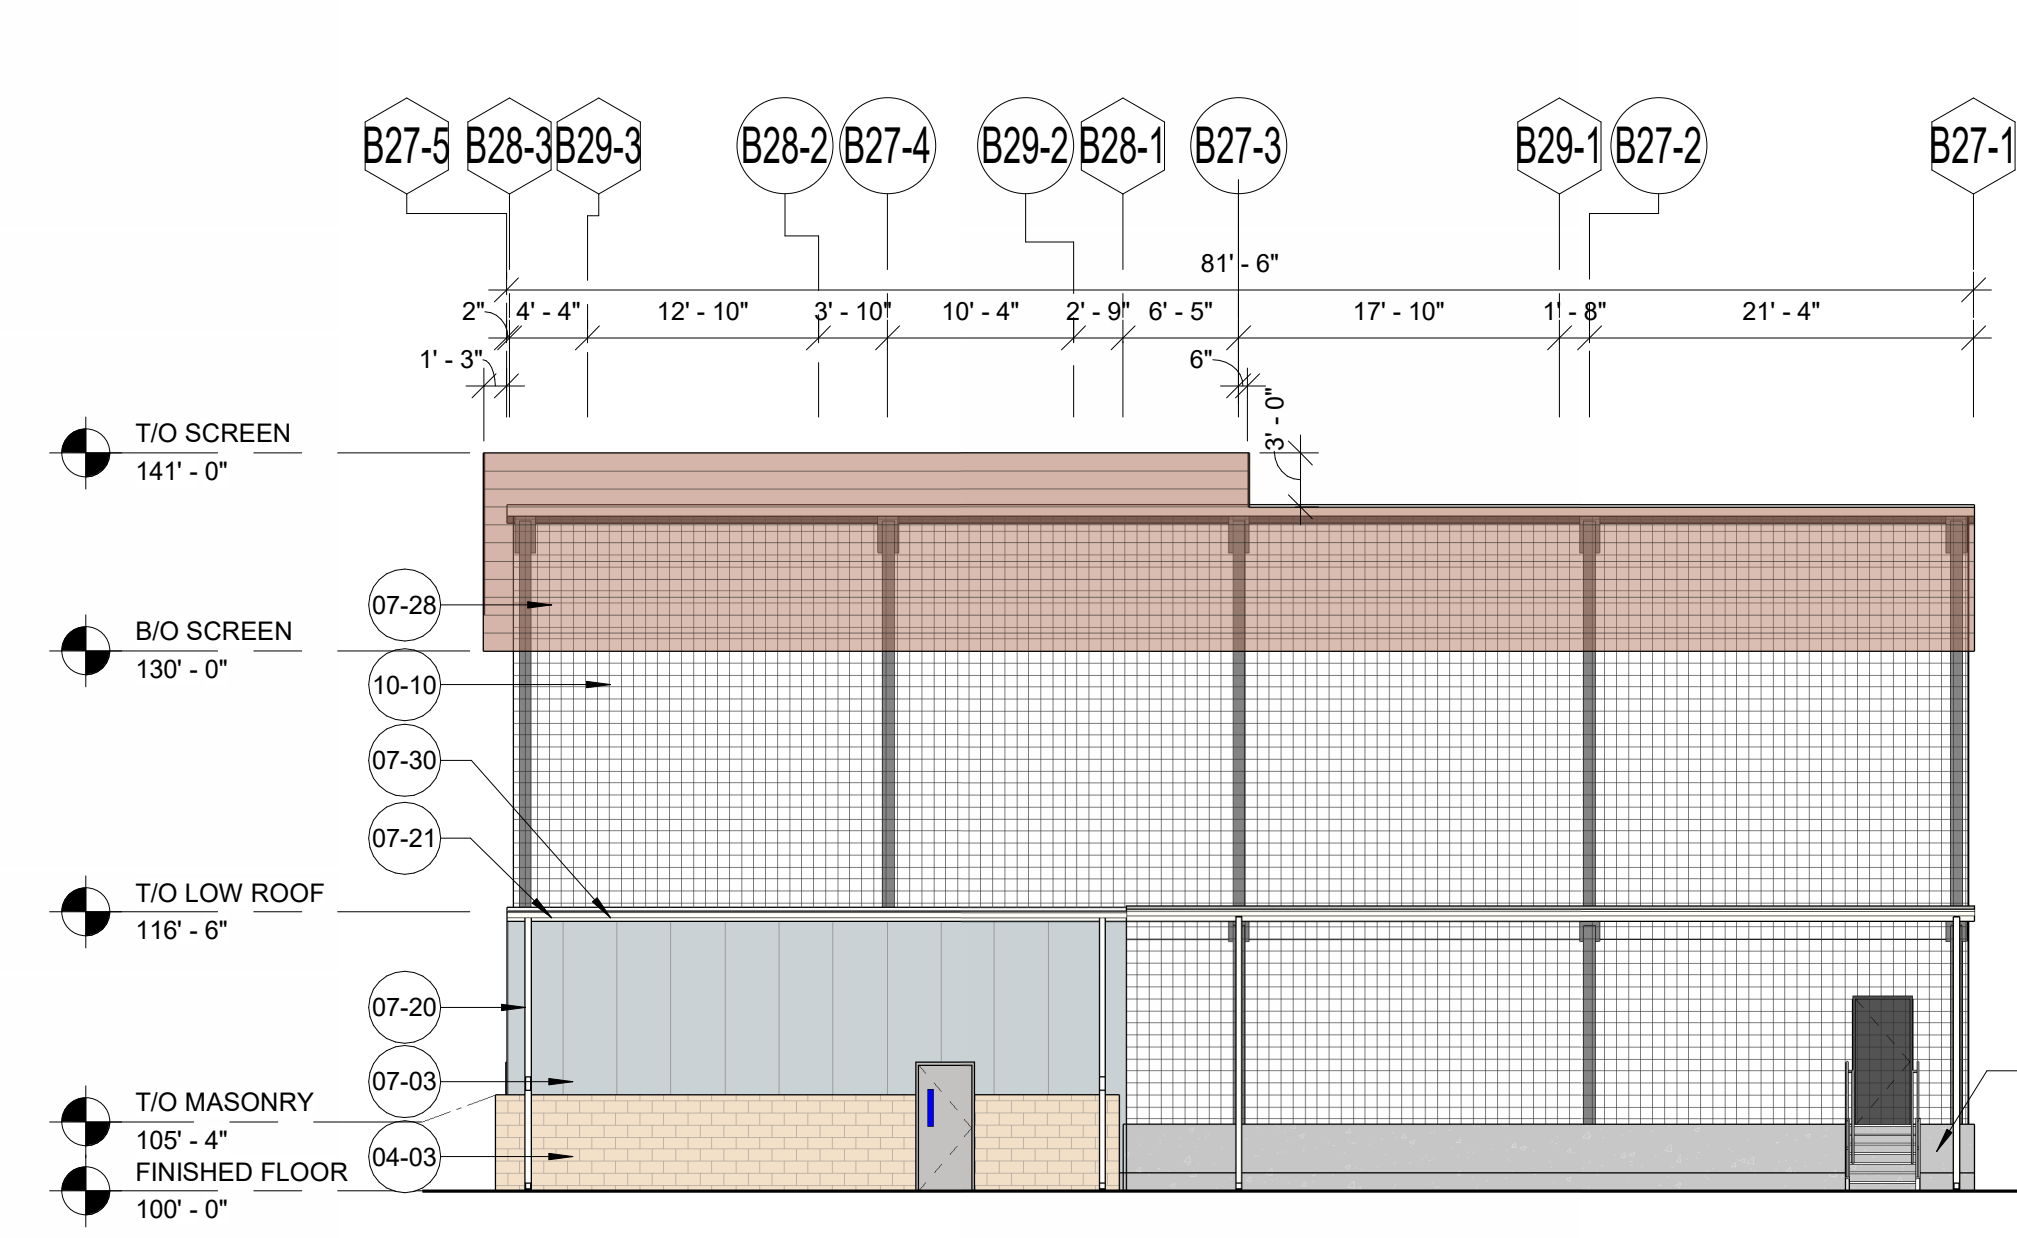 B27-5 B28-3 B29-3 B28-2 B27-4 B29-2 B28-1 B27-3 B29-1 B27-2 B27-1
81' - 6"
2" 4' - 4" 12' - 10" 3' - 10" 10' - 4" 2' - 9" 6' - 5" 17' - 10" 1' - 8" 21' - 4"
1' - 3" 6"
3' - 0"
T/O SCREEN
141' - 0"
07-28
B/O SCREEN
130' - 0"
10-10
07-30
07-21
T/O LOW ROOF
116' - 6"
07-20
07-03
T/O MASONRY
105' - 4"
04-03
FINISHED FLOOR
100' - 0"